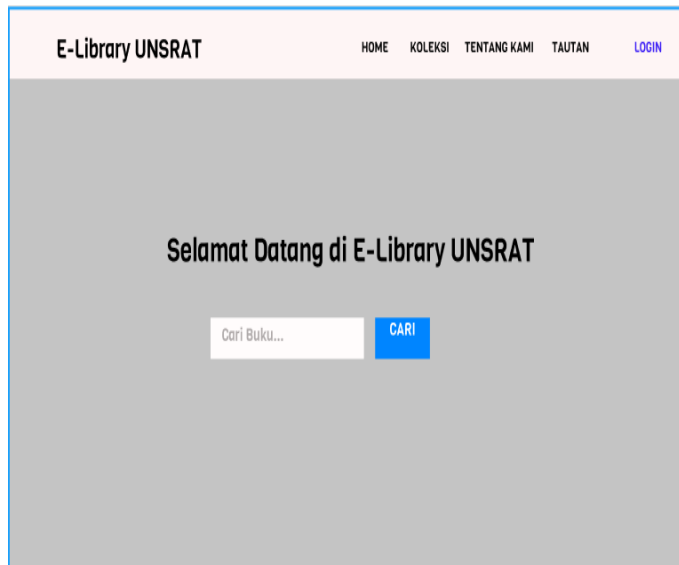 E-Library UNSRAT
HOME KOLEKSI TENTANG KAMI TAUTAN LOGIN
Selamat Datang di E-Library UNSRAT
Cari Buku... CARI